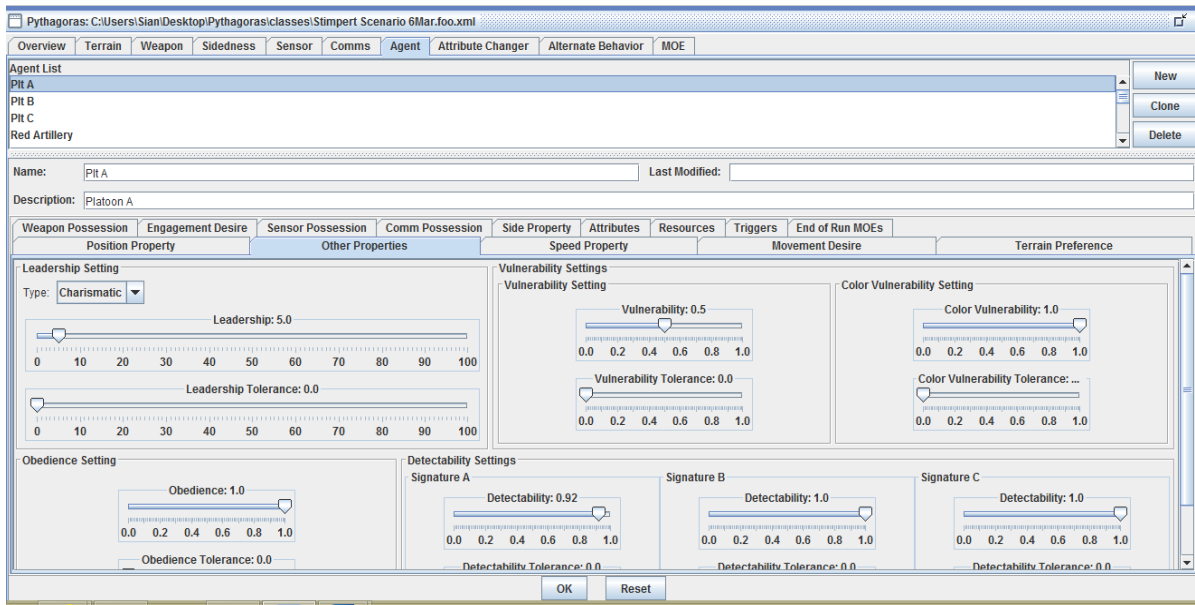 Pythagoras: C:\Users\Sian\Desktop\Pythagoras\classes\Stimpert Scenario 6Mar.foo.xml
Overview Terrain Weapon Sidedness Sensor Comms Agent Attribute Changer Alternate Behavior MOE
Agent List
Plt A
Plt B
Plt C
Red Artillery
New
Clone
Delete
Name: Plt A Last Modified:
Description: Platoon A
Weapon Possession Engagement Desire Sensor Possession Comm Possession Side Property Attributes Resources Triggers End of Run MOEs
Position Property Other Properties Speed Property Movement Desire Terrain Preference
Leadership Setting
Type: Charismatic
Leadership: 5.0
0 10 20 30 40 50 60 70 80 90 100
Leadership Tolerance: 0.0
0 10 20 30 40 50 60 70 80 90 100
Vulnerability Settings
Vulnerability Setting
Vulnerability: 0.5
0.0 0.2 0.4 0.6 0.8 1.0
Vulnerability Tolerance: 0.0
0.0 0.2 0.4 0.6 0.8 1.0
Color Vulnerability Setting
Color Vulnerability: 1.0
0.0 0.2 0.4 0.6 0.8 1.0
Color Vulnerability Tolerance: ...
0.0 0.2 0.4 0.6 0.8 1.0
Obedience Setting
Obedience: 1.0
0.0 0.2 0.4 0.6 0.8 1.0
Obedience Tolerance: 0.0
Detectability Settings
Signature A
Detectability: 0.92
0.0 0.2 0.4 0.6 0.8 1.0
Detectability Tolerance: 0.0
Signature B
Detectability: 1.0
0.0 0.2 0.4 0.6 0.8 1.0
Detectability Tolerance: 0.0
Signature C
Detectability: 1.0
0.0 0.2 0.4 0.6 0.8 1.0
Detectability Tolerance: 0.0
OK Reset